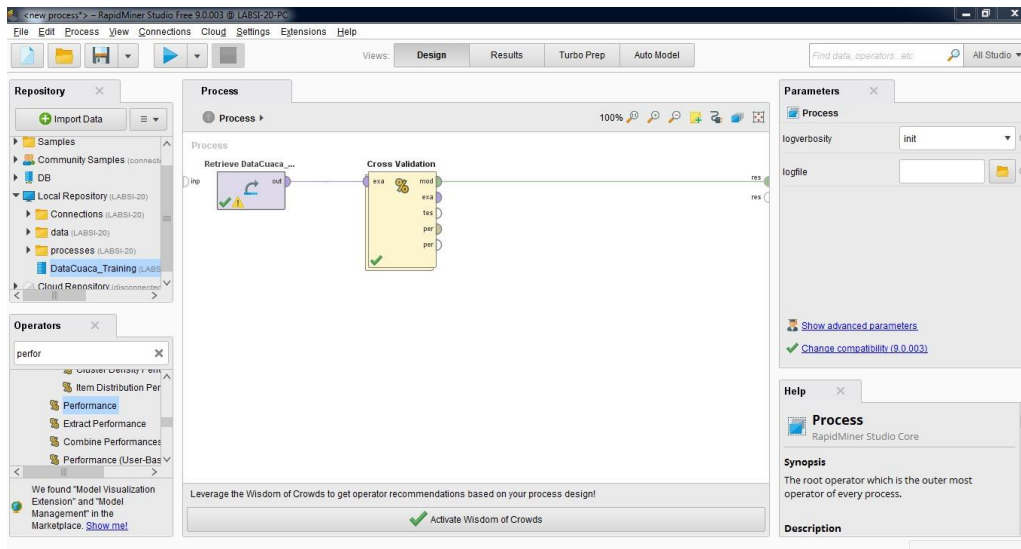 <new process*> – RapidMiner Studio Free 9.0.003 @ LABSI-20-PC
File Edit Process View Connections Cloud Settings Extensions Help
Views: Design Results Turbo Prep Auto Model
Find data, operators...etc
All Studio
Repository
Import Data
Samples
Community Samples (connecte
DB
Local Repository (LABSI-20)
Connections (LABSI-20)
data (LABSI-20)
processes (LABSI-20)
DataCuaca_Training (LABS
Cloud Repository (disconnected
Operators
perfor
Cluster Density Perfo
Item Distribution Per
Performance
Extract Performance
Combine Performances
Performance (User-Bas
We found "Model Visualization
Extension" and "Model
Management" in the
Marketplace. Show me!
Process
Process
100%
Process
Retrieve DataCuaca_...
inp
out
Cross Validation
exa
%
mod
exa
tes
per
per
res
res
Leverage the Wisdom of Crowds to get operator recommendations based on your process design!
Activate Wisdom of Crowds
Parameters
Process
logverbosity
init
logfile
Show advanced parameters
Change compatibility (9.0.003)
Help
Process
RapidMiner Studio Core
Synopsis
The root operator which is the outer most
operator of every process.
Description